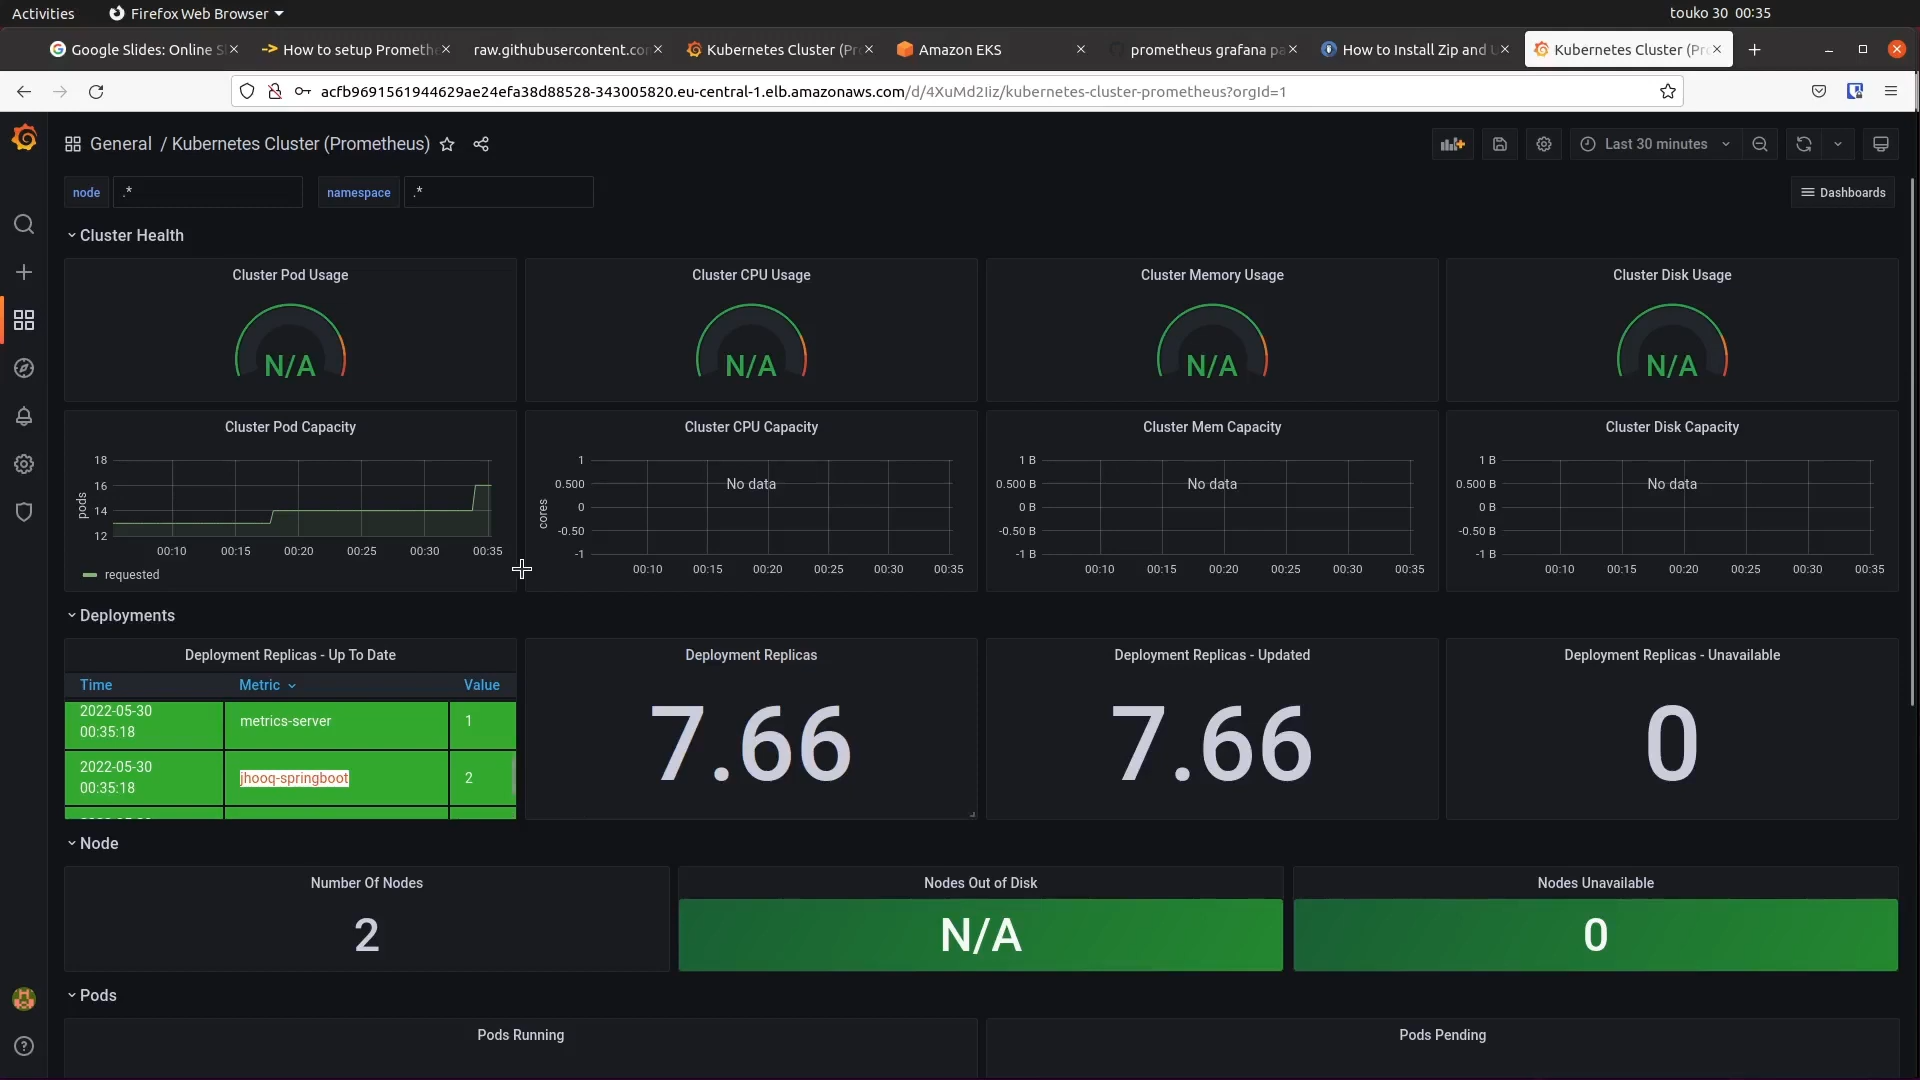 Activities
Firefox Web Browser
touko 30 00:35
Google Slides: Online S
How to setup Prometh
raw.githubusercontent.co
Kubernetes Cluster (Pr
Amazon EKS
prometheus grafana pa
How to Install Zip and U
Kubernetes Cluster (Pr
acfb9691561944629ae24efa38d88528-343005820.eu-central-1.elb.amazonaws.com/d/4XuMd2Iiz/kubernetes-cluster-prometheus?orgId=1
General / Kubernetes Cluster (Prometheus)
Last 30 minutes
node .* namespace .*
Dashboards
Cluster Health
Cluster Pod Usage
N/A
Cluster CPU Usage
N/A
Cluster Memory Usage
N/A
Cluster Disk Usage
N/A
Cluster Pod Capacity
pods
18
16
14
12
00:10 00:15 00:20 00:25 00:30 00:35
requested
Cluster CPU Capacity
cores
1
0.500
0
-0.50
-1
No data
00:10 00:15 00:20 00:25 00:30 00:35
Cluster Mem Capacity
1 B
0.500 B
0 B
-0.50 B
-1 B
No data
00:10 00:15 00:20 00:25 00:30 00:35
Cluster Disk Capacity
1 B
0.500 B
0 B
-0.50 B
-1 B
No data
00:10 00:15 00:20 00:25 00:30 00:35
Deployments
Deployment Replicas - Up To Date
Time Metric Value
2022-05-30 00:35:18 metrics-server 1
2022-05-30 00:35:18 jhooq-springboot 2
Deployment Replicas
7.66
Deployment Replicas - Updated
7.66
Deployment Replicas - Unavailable
0
Node
Number Of Nodes
2
Nodes Out of Disk
N/A
Nodes Unavailable
0
Pods
Pods Running
Pods Pending